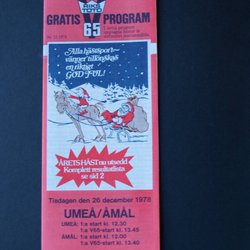 RIKS
TOTO
GRATIS V PROGRAM
65
Alla hästsport-
vänner tillönskas
en riktigt
GOD JUL!
ÅRETS HÄST nu utsedd
Komplett resultatlista
se sid 2
Tisdagen den 26 december 1978
UMEÅ/ÅMÅL
UMEÅ: 1:a start kl. 12.30
1:a V65-start kl. 13.45
ÅMÅL: 1:a start kl. 12.00
1:a V65-start kl. 13.40